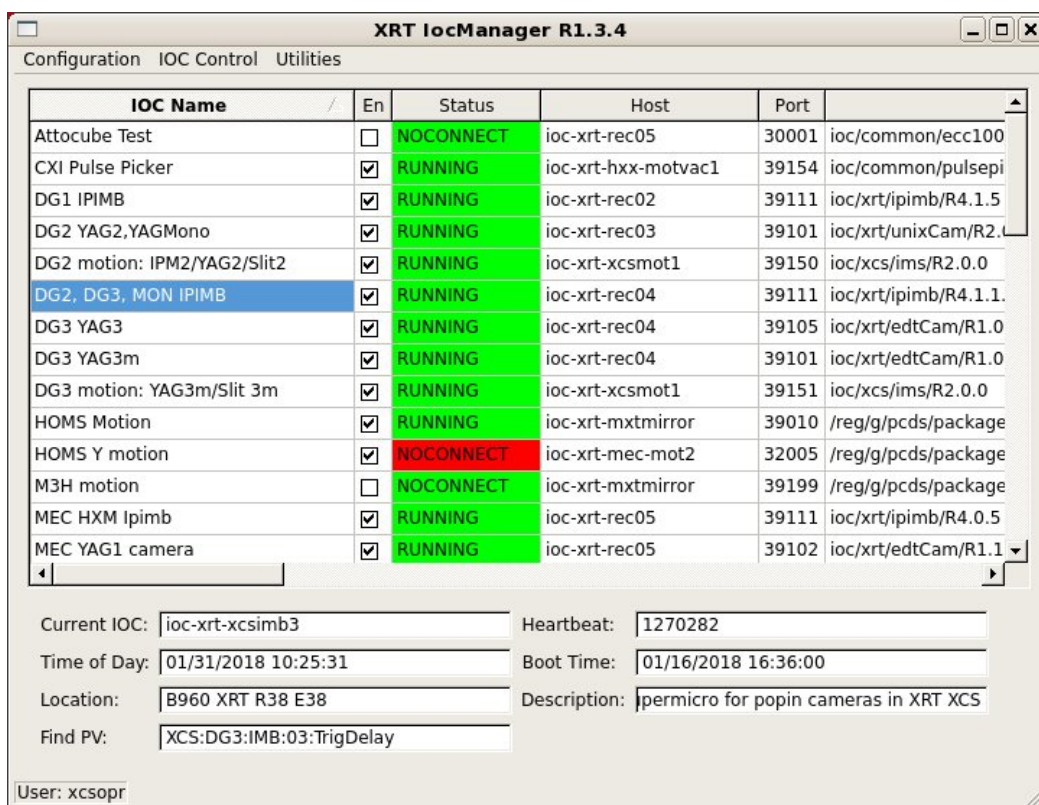 XRT IocManager R1.3.4
Configuration IOC Control Utilities
IOC Name En Status Host Port
Attocube Test NOCONNECT ioc-xrt-rec05 30001 ioc/common/ecc100
CXI Pulse Picker RUNNING ioc-xrt-hxx-motvac1 39154 ioc/common/pulsepi
DG1 IPIMB RUNNING ioc-xrt-rec02 39111 ioc/xrt/ipimb/R4.1.5
DG2 YAG2,YAGMono RUNNING ioc-xrt-rec03 39101 ioc/xrt/unixCam/R2.
DG2 motion: IPM2/YAG2/Slit2 RUNNING ioc-xrt-xcsmot1 39150 ioc/xcs/ims/R2.0.0
DG2, DG3, MON IPIMB RUNNING ioc-xrt-rec04 39111 ioc/xrt/ipimb/R4.1.1.
DG3 YAG3 RUNNING ioc-xrt-rec04 39105 ioc/xrt/edtCam/R1.0
DG3 YAG3m RUNNING ioc-xrt-rec04 39101 ioc/xrt/edtCam/R1.0
DG3 motion: YAG3m/Slit 3m RUNNING ioc-xrt-xcsmot1 39151 ioc/xcs/ims/R2.0.0
HOMS Motion RUNNING ioc-xrt-mxtmirror 39010 /reg/g/pcds/package
HOMS Y motion NOCONNECT ioc-xrt-mec-mot2 32005 /reg/g/pcds/package
M3H motion NOCONNECT ioc-xrt-mxtmirror 39199 /reg/g/pcds/package
MEC HXM Ipimb RUNNING ioc-xrt-rec05 39111 ioc/xrt/ipimb/R4.0.5
MEC YAG1 camera RUNNING ioc-xrt-rec05 39102 ioc/xrt/edtCam/R1.1
Current IOC: ioc-xrt-xcsimb3 Heartbeat: 1270282
Time of Day: 01/31/2018 10:25:31 Boot Time: 01/16/2018 16:36:00
Location: B960 XRT R38 E38 Description: ipermicro for popin cameras in XRT XCS
Find PV: XCS:DG3:IMB:03:TrigDelay
User: xcsopr